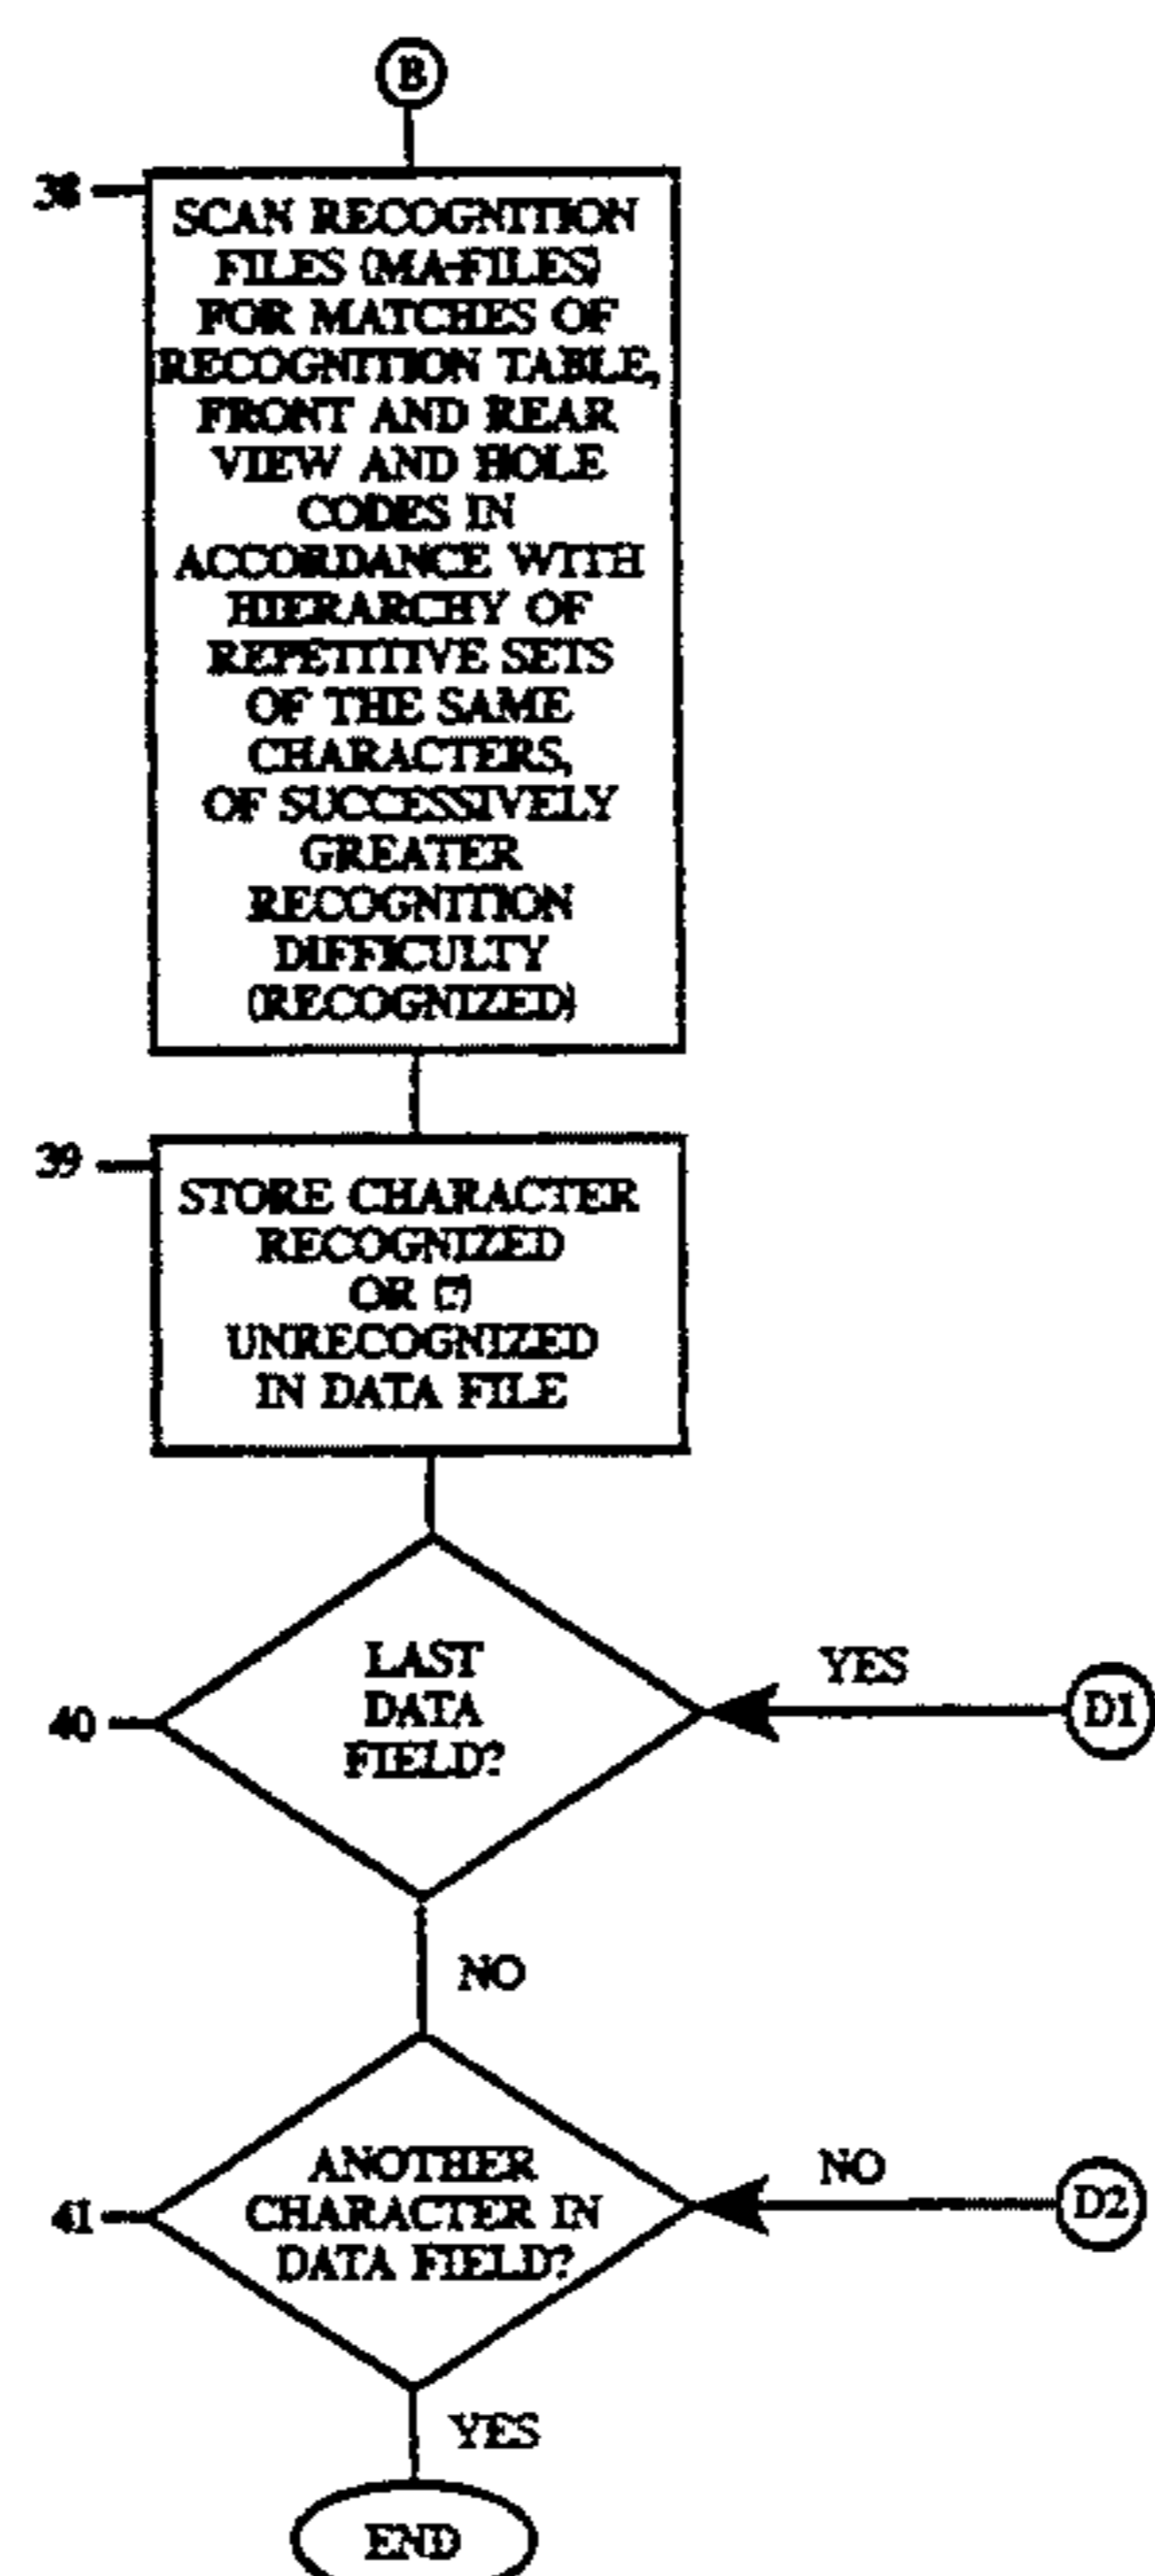 B
38
SCAN RECOGNITION
FILES (MA-FILES)
FOR MATCHES OF
RECOGNITION TABLE,
FRONT AND REAR
VIEW AND HOLE
CODES IN
ACCORDANCE WITH
HIERARCHY OF
REPETITIVE SETS
OF THE SAME
CHARACTERS,
OF SUCCESSIVELY
GREATER
RECOGNITION
DIFFICULTY
(RECOGNIZED)
39
STORE CHARACTER
RECOGNIZED
OR [?]
UNRECOGNIZED
IN DATA FILE
40
LAST
DATA
FIELD?
YES
D1
NO
41
ANOTHER
CHARACTER IN
DATA FIELD?
NO
D2
YES
END